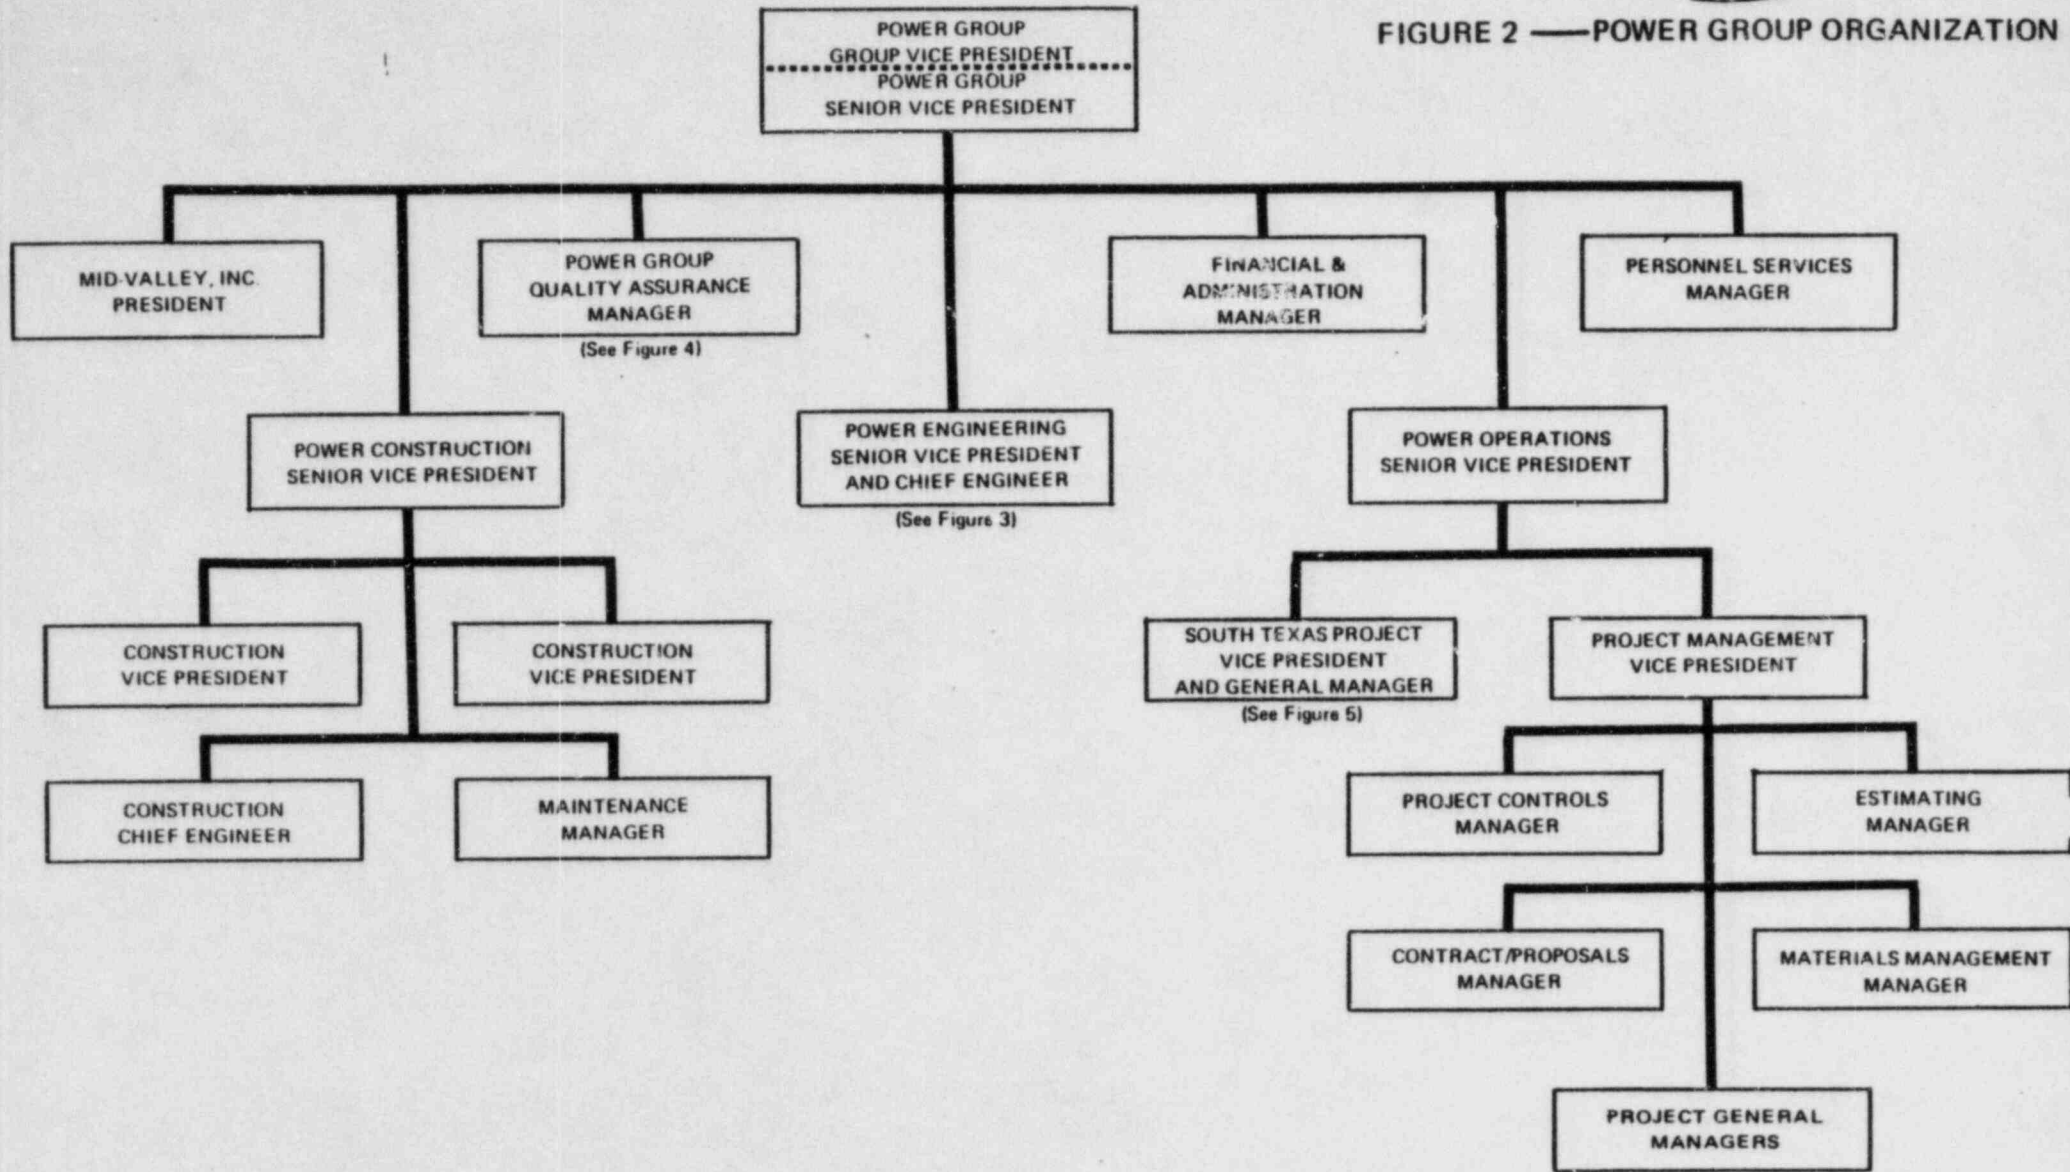 FIGURE 2 —— POWER GROUP ORGANIZATION
POWER GROUP
GROUP VICE PRESIDENT
POWER GROUP
SENIOR VICE PRESIDENT
MID-VALLEY, INC.
PRESIDENT
POWER GROUP
QUALITY ASSURANCE
MANAGER
(See Figure 4)
FINANCIAL &
ADMINISTRATION
MANAGER
PERSONNEL SERVICES
MANAGER
POWER CONSTRUCTION
SENIOR VICE PRESIDENT
POWER ENGINEERING
SENIOR VICE PRESIDENT
AND CHIEF ENGINEER
(See Figure 3)
POWER OPERATIONS
SENIOR VICE PRESIDENT
CONSTRUCTION
VICE PRESIDENT
CONSTRUCTION
VICE PRESIDENT
SOUTH TEXAS PROJECT
VICE PRESIDENT
AND GENERAL MANAGER
(See Figure 5)
PROJECT MANAGEMENT
VICE PRESIDENT
CONSTRUCTION
CHIEF ENGINEER
MAINTENANCE
MANAGER
PROJECT CONTROLS
MANAGER
ESTIMATING
MANAGER
CONTRACT/PROPOSALS
MANAGER
MATERIALS MANAGEMENT
MANAGER
PROJECT GENERAL
MANAGERS